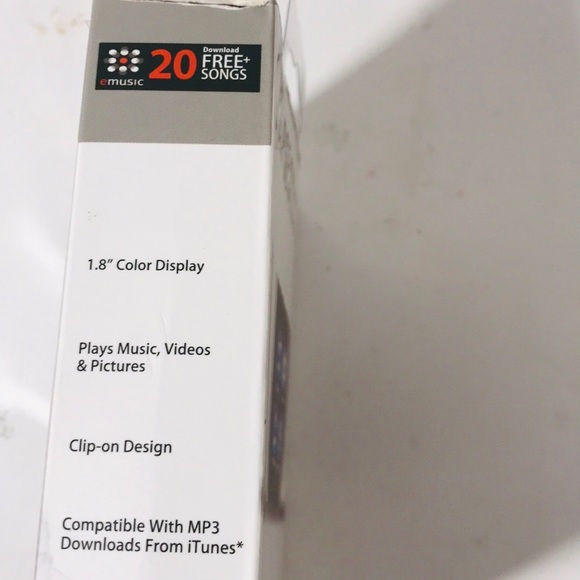 emusic
20
Download
FREE+
SONGS
1.8” Color Display
Plays Music, Videos
& Pictures
Clip-on Design
Compatible With MP3
Downloads From iTunes*